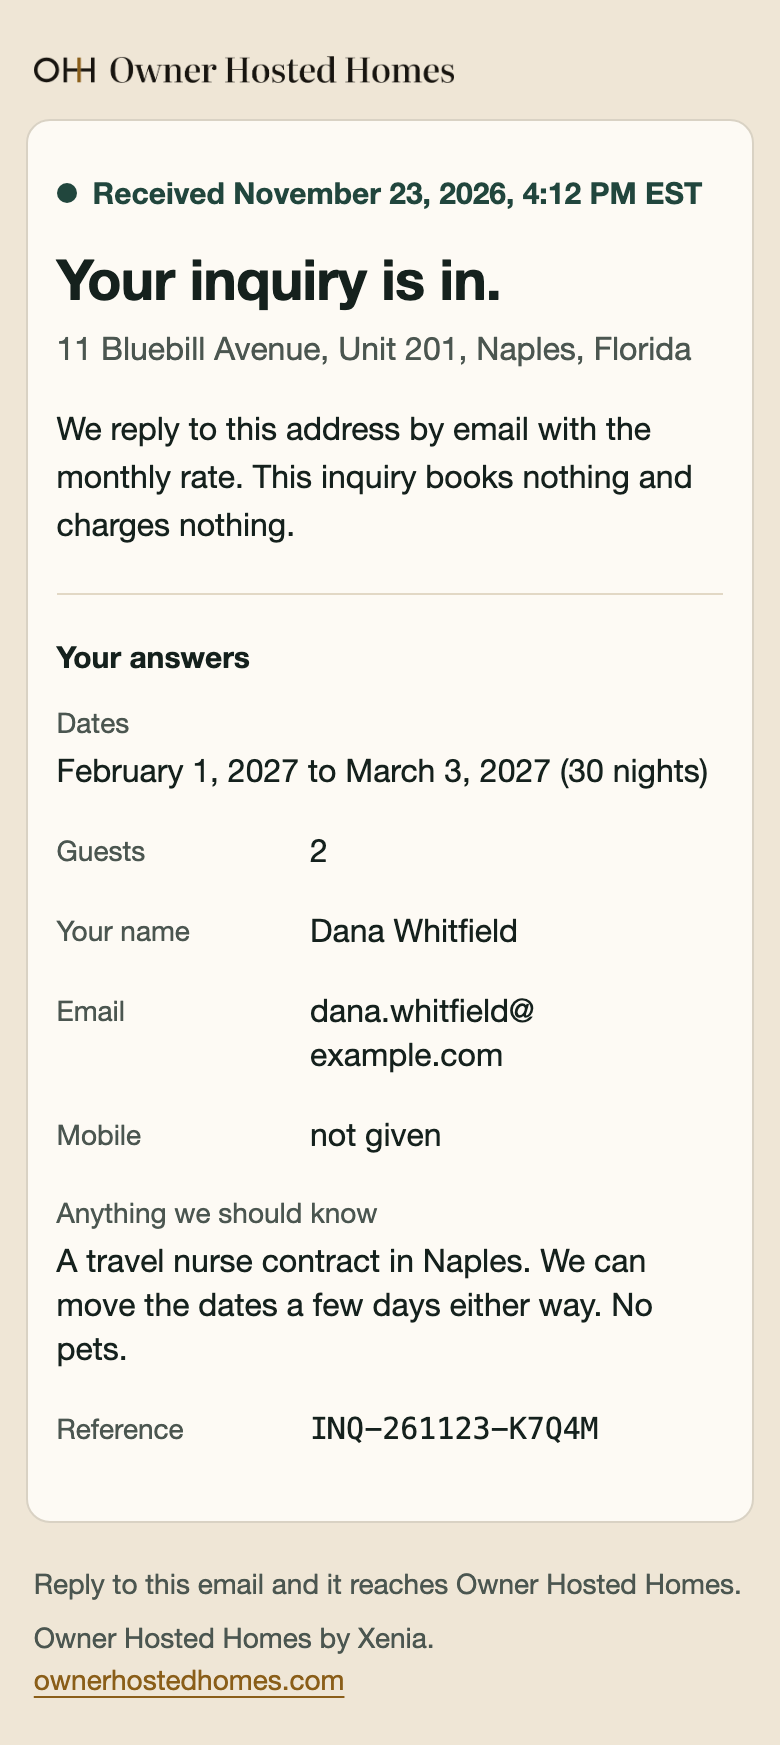 OHH Owner Hosted Homes
Received November 23, 2026, 4:12 PM EST
Your inquiry is in.
11 Bluebill Avenue, Unit 201, Naples, Florida
We reply to this address by email with the
monthly rate. This inquiry books nothing and
charges nothing.
Your answers
Dates
February 1, 2027 to March 3, 2027 (30 nights)
Guests 2
Your name Dana Whitfield
Email dana.whitfield@
example.com
Mobile not given
Anything we should know
A travel nurse contract in Naples. We can
move the dates a few days either way. No
pets.
Reference INQ-261123-K7Q4M
Reply to this email and it reaches Owner Hosted Homes.
Owner Hosted Homes by Xenia.
ownerhostedhomes.com